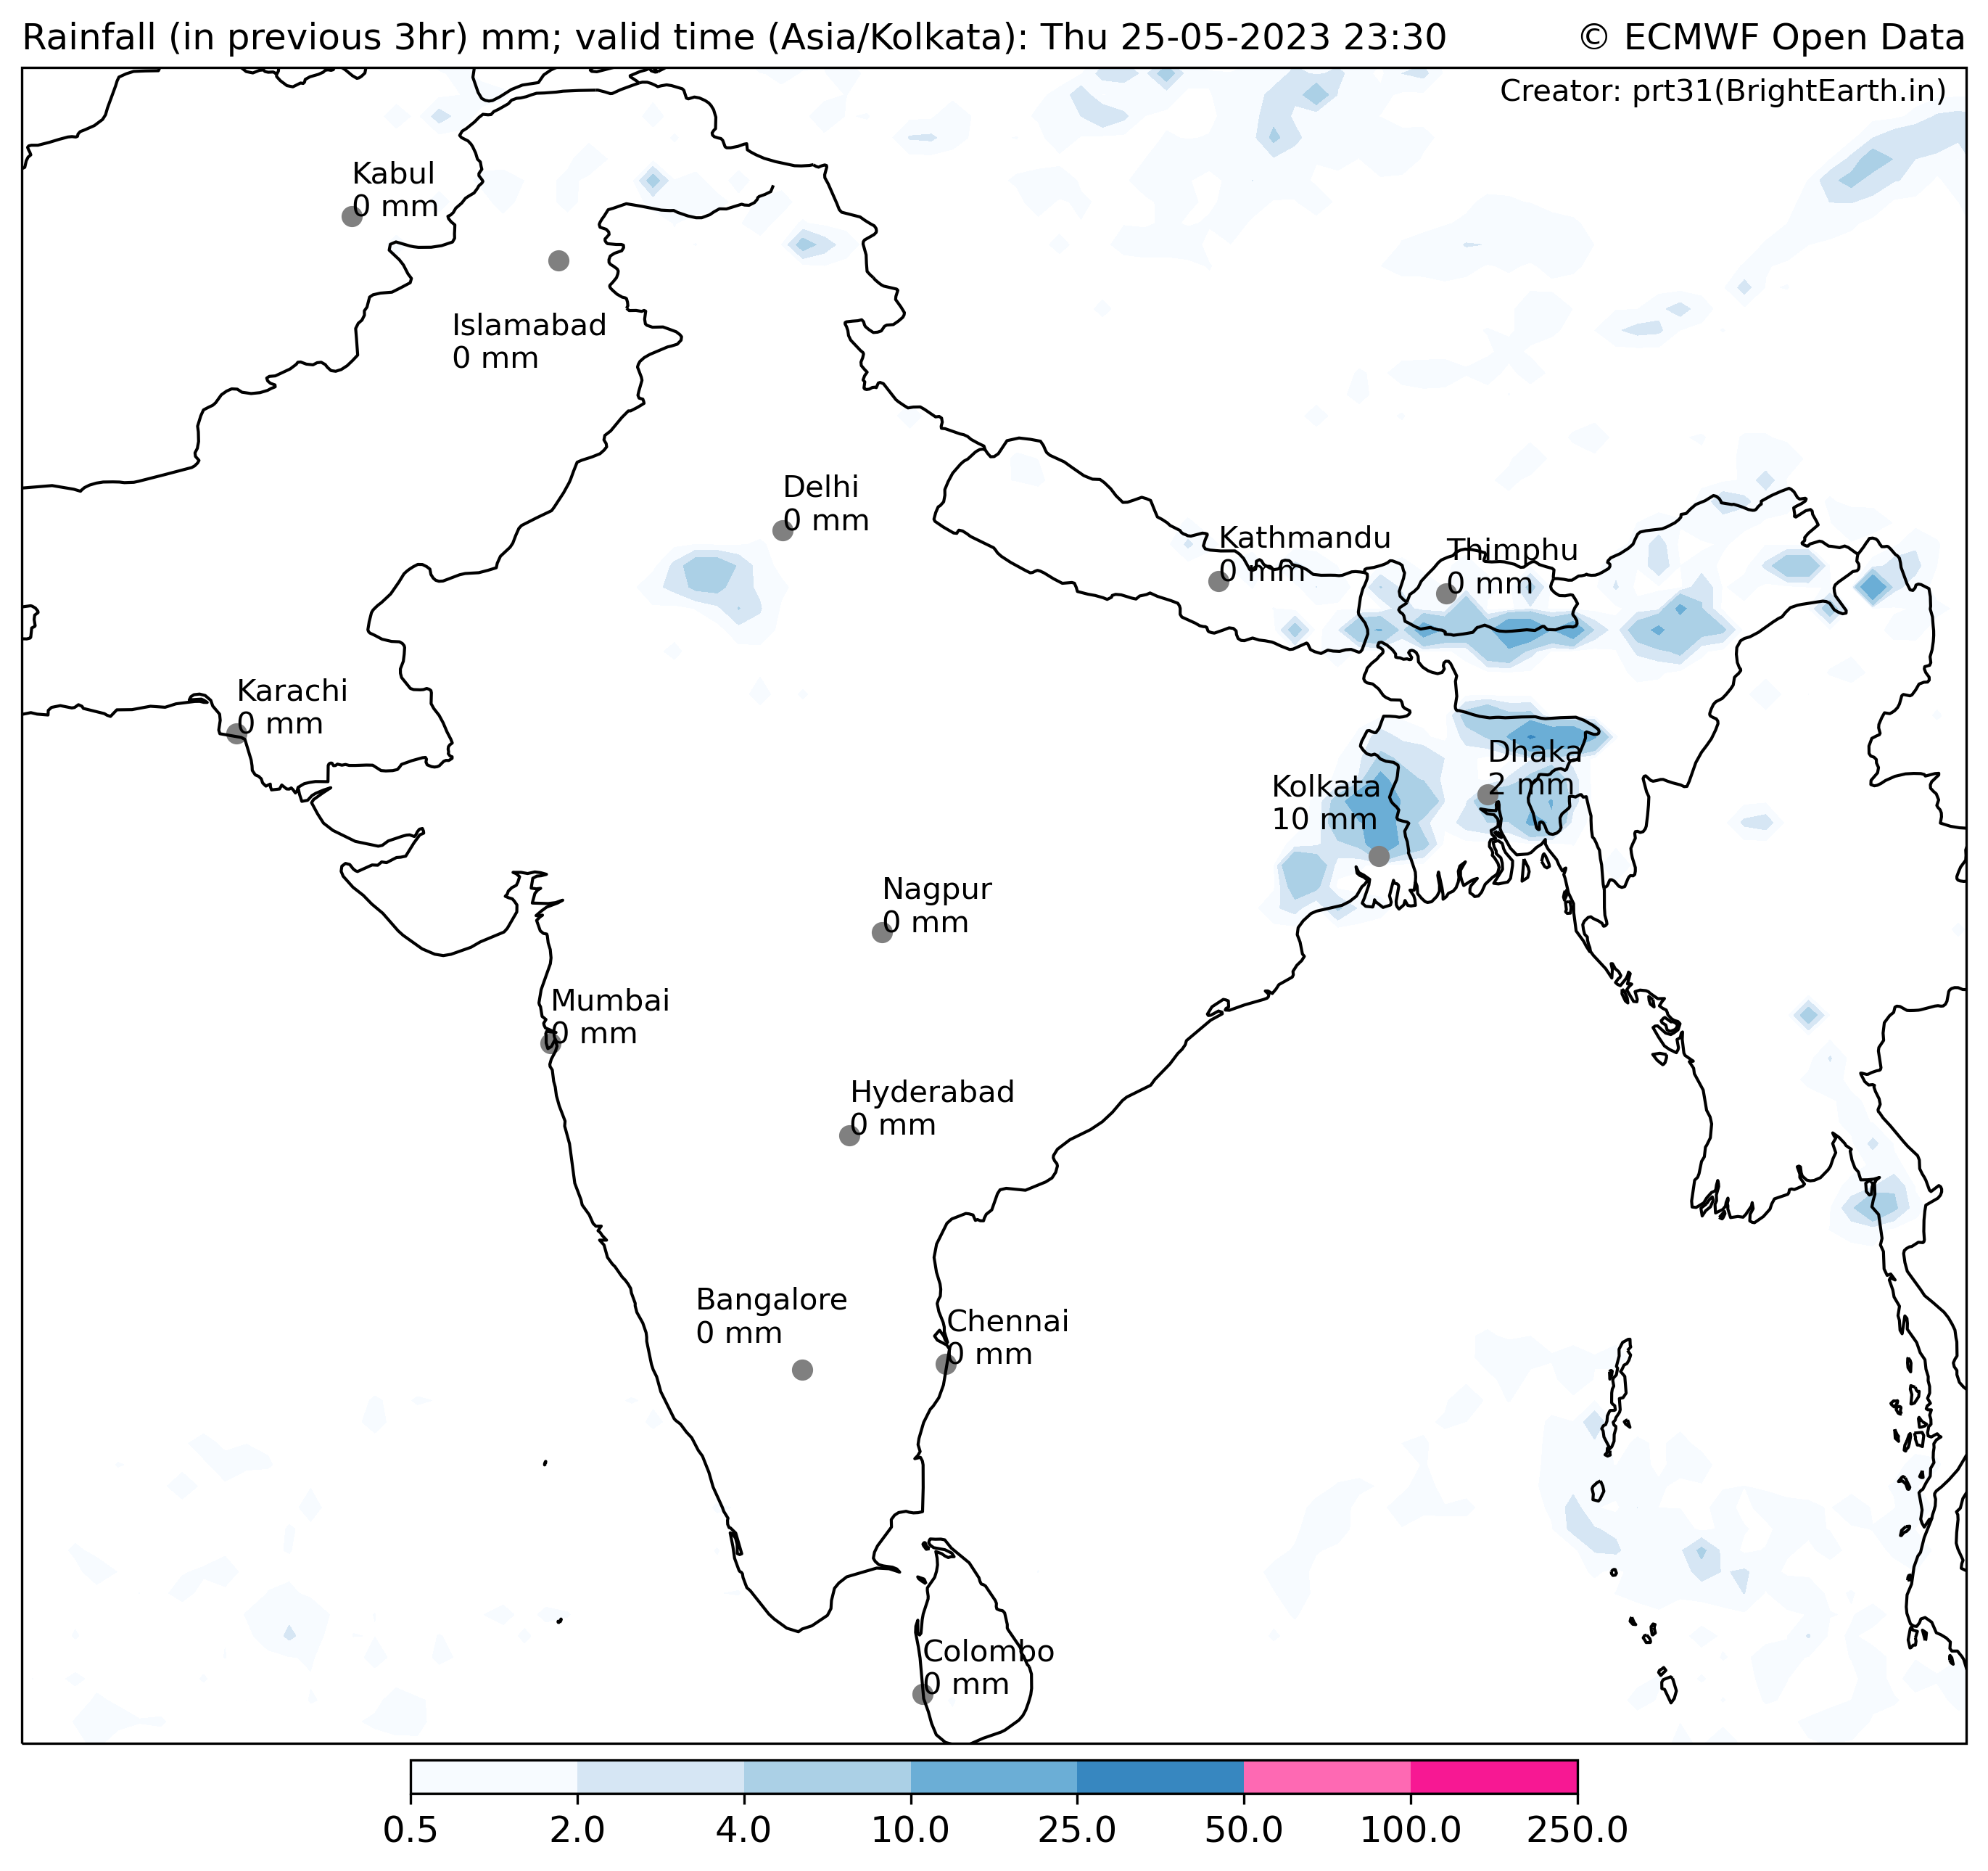 Rainfall (in previous 3hr) mm; valid time (Asia/Kolkata): Thu 25-05-2023 23:30
© ECMWF Open Data
Creator: prt31(BrightEarth.in)
Kabul
0 mm
Islamabad
0 mm
Delhi
0 mm
Kathmandu
0 mm
Thimphu
0 mm
Karachi
0 mm
Dhaka
2 mm
Kolkata
10 mm
Nagpur
0 mm
Mumbai
0 mm
Hyderabad
0 mm
Bangalore
0 mm
Chennai
0 mm
Colombo
0 mm
0.5 2.0 4.0 10.0 25.0 50.0 100.0 250.0